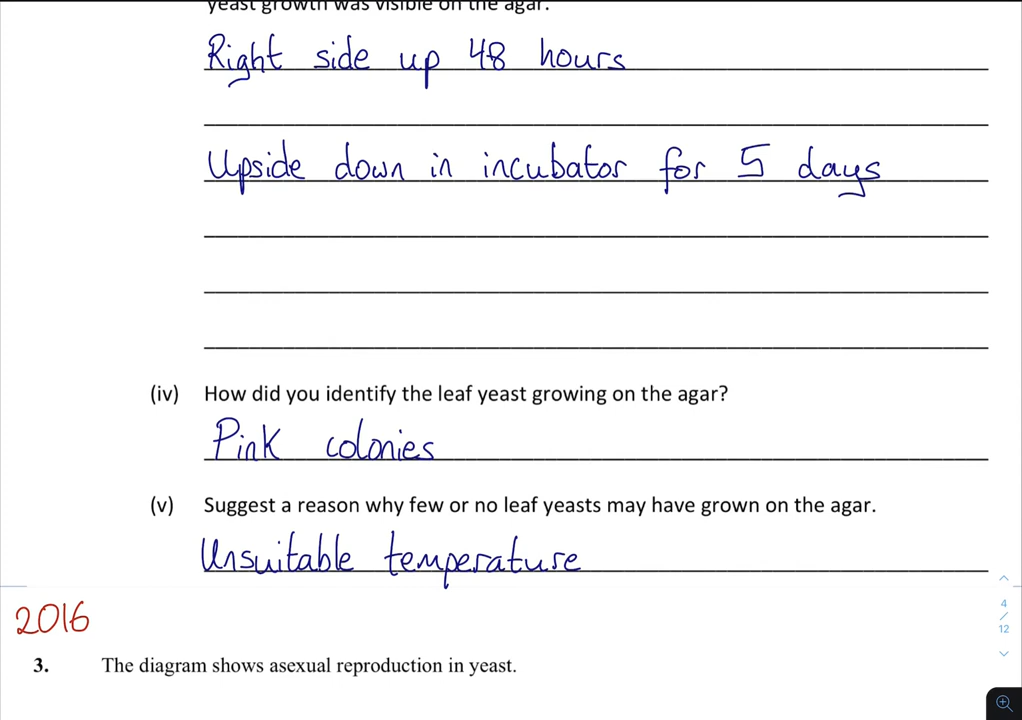 yeast growth was visible on the agar.
Right side up 48 hours
Upside down in incubator for 5 days
(iv) How did you identify the leaf yeast growing on the agar?
Pink colonies
(v) Suggest a reason why few or no leaf yeasts may have grown on the agar.
Unsuitable temperature
2016
4
/
12
3. The diagram shows asexual reproduction in yeast.